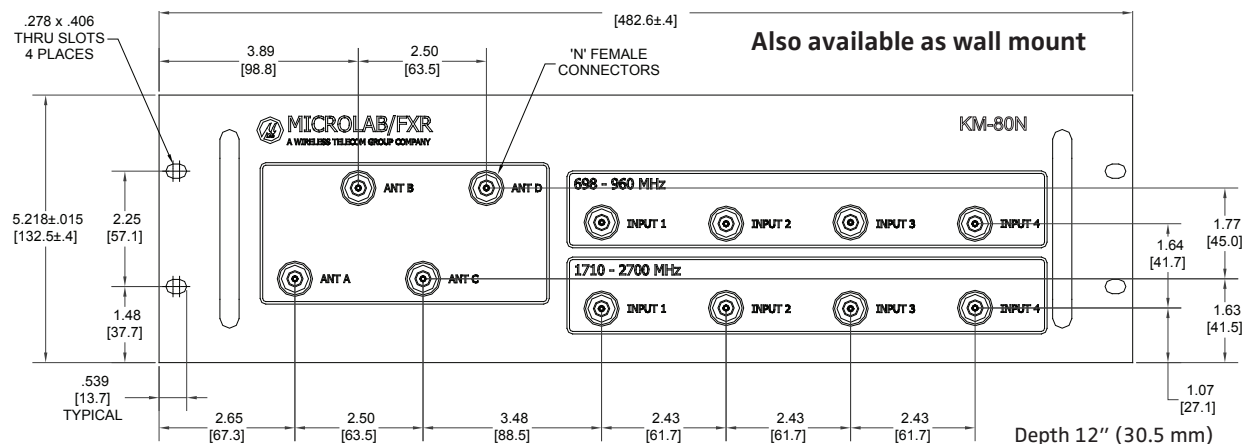 .278 x .406
THRU SLOTS
4 PLACES
[482.6±.4]
Also available as wall mount
3.89
[98.8]
2.50
[63.5]
'N' FEMALE
CONNECTORS
MICROLAB/FXR
A WIRELESS TELECOM GROUP COMPANY
KM-80N
ANT B
ANT D
698 - 960 MHz
INPUT 1
INPUT 2
INPUT 3
INPUT 4
5.218±.015
[132.5±.4]
2.25
[57.1]
1.77
[45.0]
1.64
[41.7]
ANT A
ANT C
1710 - 2700 MHz
INPUT 1
INPUT 2
INPUT 3
INPUT 4
1.48
[37.7]
1.63
[41.5]
.539
[13.7]
TYPICAL
1.07
[27.1]
2.65
[67.3]
2.50
[63.5]
3.48
[88.5]
2.43
[61.7]
2.43
[61.7]
2.43
[61.7]
Depth 12″ (30.5 mm)